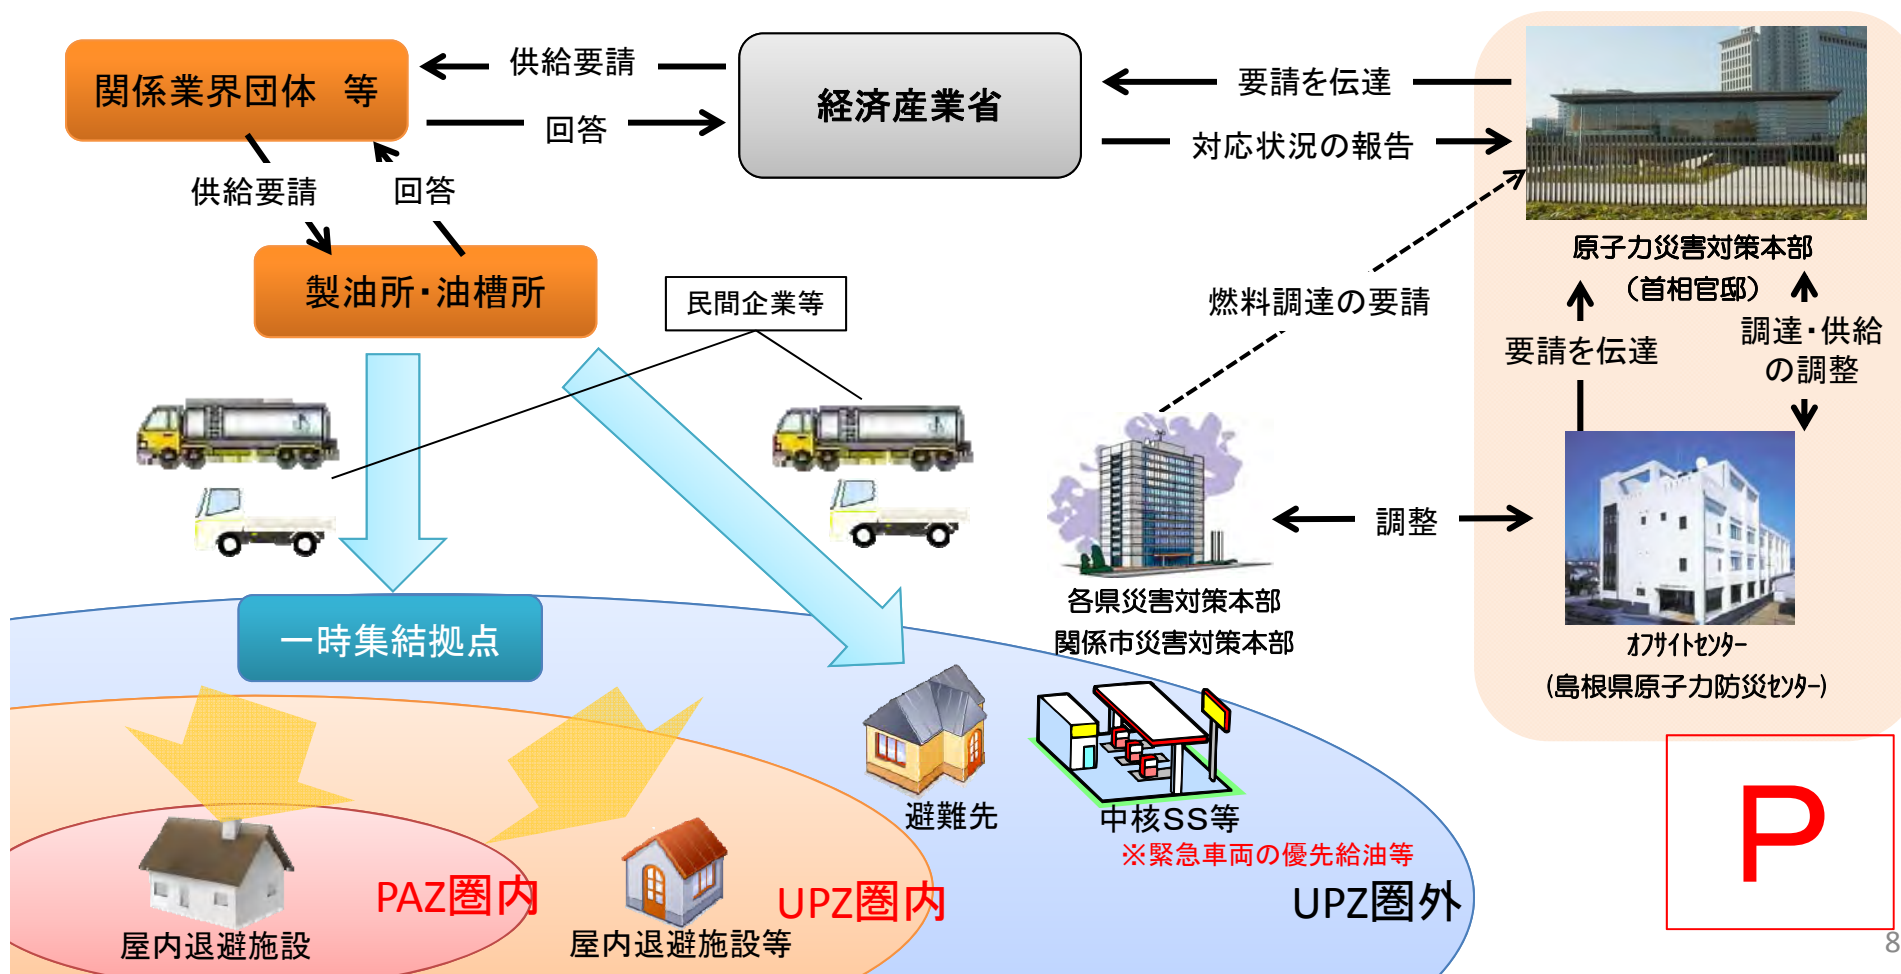 関係業界団体　等
供給要請
回答
経済産業省
要請を伝達
対応状況の報告
供給要請
回答
製油所・油槽所
民間企業等
燃料調達の要請
原子力災害対策本部
（首相官邸）
要請を伝達
調達・供給
の調整
調整
各県災害対策本部
関係市災害対策本部
オフサイトセンター
(島根県原子力防災センター)
一時集結拠点
避難先
中核SS等
※緊急車両の優先給油等
PAZ圏内
UPZ圏内
UPZ圏外
屋内退避施設
屋内退避施設等
P
8